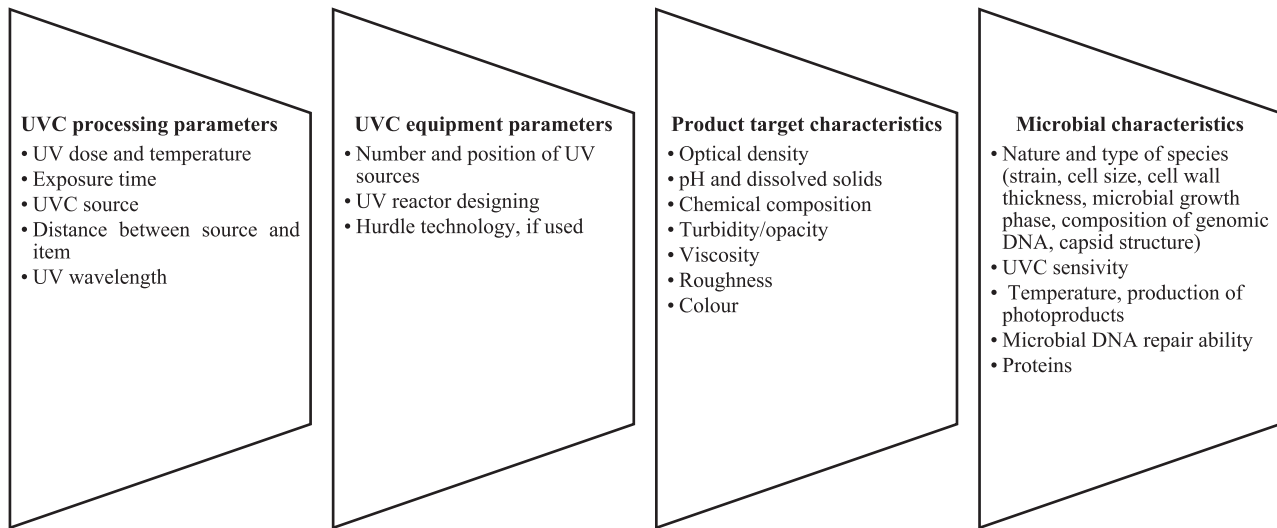 UVC processing parameters
• UV dose and temperature
• Exposure time
• UVC source
• Distance between source and
item
• UV wavelength
UVC equipment parameters
• Number and position of UV
sources
• UV reactor designing
• Hurdle technology, if used
Product target characteristics
• Optical density
• pH and dissolved solids
• Chemical composition
• Turbidity/opacity
• Viscosity
• Roughness
• Colour
Microbial characteristics
• Nature and type of species
(strain, cell size, cell wall
thickness, microbial growth
phase, composition of genomic
DNA, capsid structure)
• UVC sensivity
• Temperature, production of
photoproducts
• Microbial DNA repair ability
• Proteins